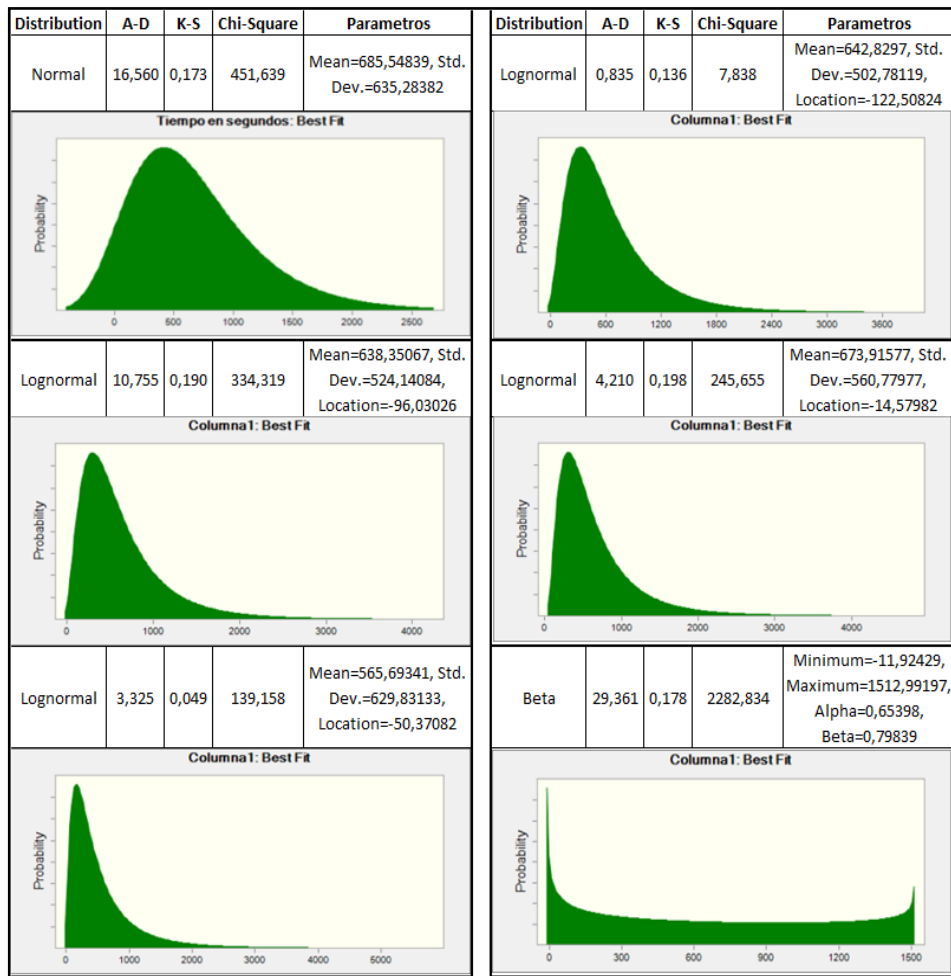 Distribution A-D K-S Chi-Square Parametros
Normal 16,560 0,173 451,639 Mean=685,54839, Std.
Dev.=635,28382
Tiempo en segundos: Best Fit
Probability
0 500 1000 1500 2000 2500
Lognormal 10,755 0,190 334,319 Mean=638,35067, Std.
Dev.=524,14084,
Location=-96,03026
Columna1: Best Fit
Probability
0 1000 2000 3000 4000
Lognormal 3,325 0,049 139,158 Mean=565,69341, Std.
Dev.=629,83133,
Location=-50,37082
Columna1: Best Fit
Probability
0 1000 2000 3000 4000 5000
Distribution A-D K-S Chi-Square Parametros
Lognormal 0,835 0,136 7,838 Mean=642,8297, Std.
Dev.=502,78119,
Location=-122,50824
Columna1: Best Fit
Probability
0 600 1200 1800 2400 3000 3600
Lognormal 4,210 0,198 245,655 Mean=673,91577, Std.
Dev.=560,77977,
Location=-14,57982
Columna1: Best Fit
Probability
0 1000 2000 3000 4000
Beta 29,361 0,178 2282,834 Minimum=-11,92429,
Maximum=1512,99197,
Alpha=0,65398,
Beta=0,79839
Columna1: Best Fit
Probability
0 300 600 900 1200 1500